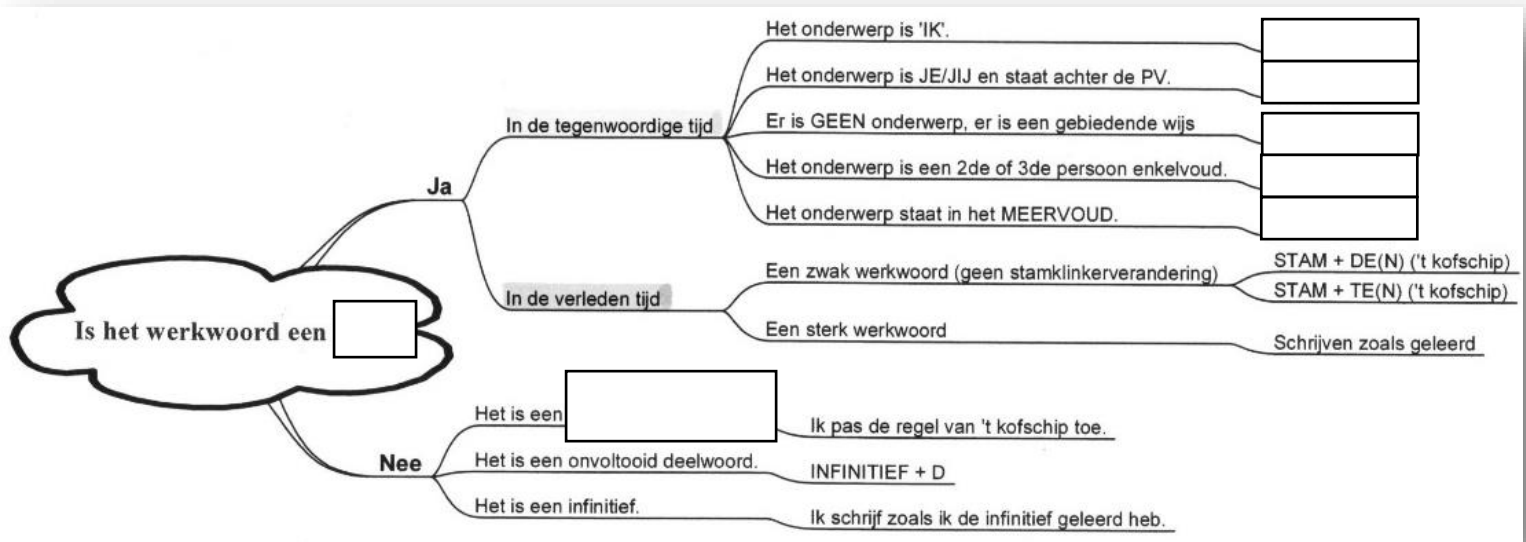 Is het werkwoord een
Ja
In de tegenwoordige tijd
Het onderwerp is 'IK'.
Het onderwerp is JE/JIJ en staat achter de PV.
Er is GEEN onderwerp, er is een gebiedende wijs
Het onderwerp is een 2de of 3de persoon enkelvoud.
Het onderwerp staat in het MEERVOUD.
In de verleden tijd
Een zwak werkwoord (geen stamklinkerverandering)
STAM + DE(N) ('t kofschip)
STAM + TE(N) ('t kofschip)
Een sterk werkwoord
Schrijven zoals geleerd
Nee
Het is een
Ik pas de regel van 't kofschip toe.
Het is een onvoltooid deelwoord.
INFINITIEF + D
Het is een infinitief.
Ik schrijf zoals ik de infinitief geleerd heb.